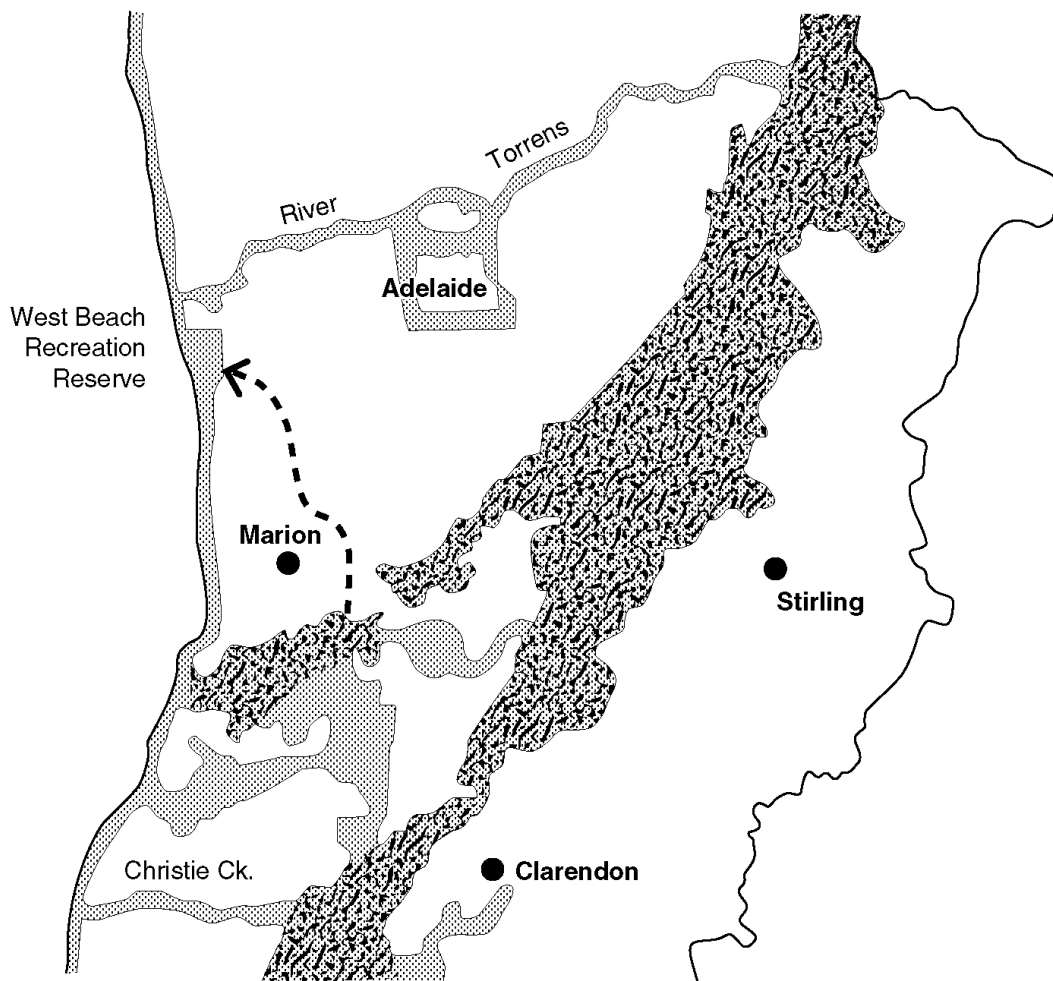 Torrens
River
Adelaide
West Beach
Recreation
Reserve
Marion
Stirling
Christie Ck.
Clarendon